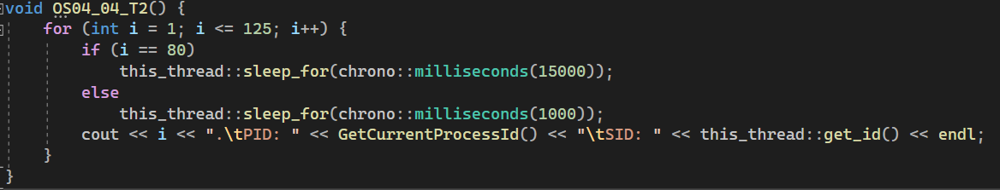 void OS04_04_T2() {
    for (int i = 1; i <= 125; i++) {
        if (i == 80)
            this_thread::sleep_for(chrono::milliseconds(15000));
        else
            this_thread::sleep_for(chrono::milliseconds(1000));
        cout << i << ".\tPID: " << GetCurrentProcessId() << "\tSID: " << this_thread::get_id() << endl;
    }
}